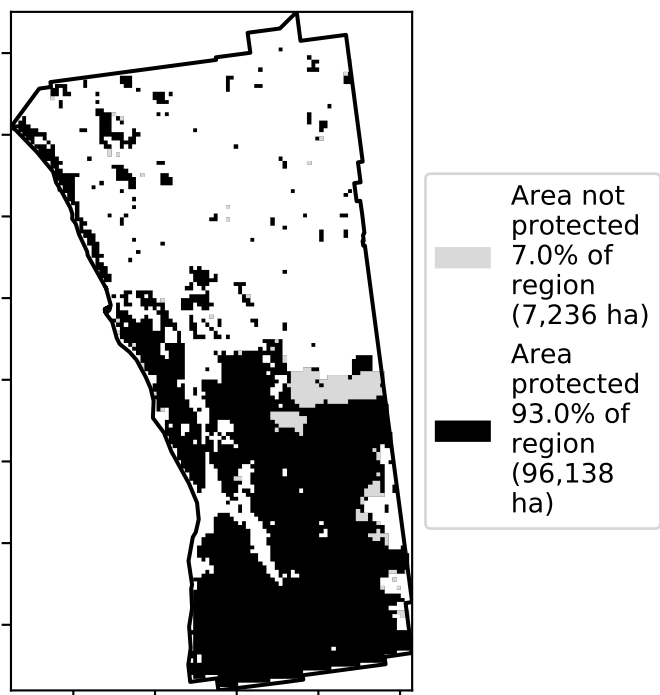 Area not
protected
7.0% of
region
(7,236 ha)
Area
protected
93.0% of
region
(96,138
ha)